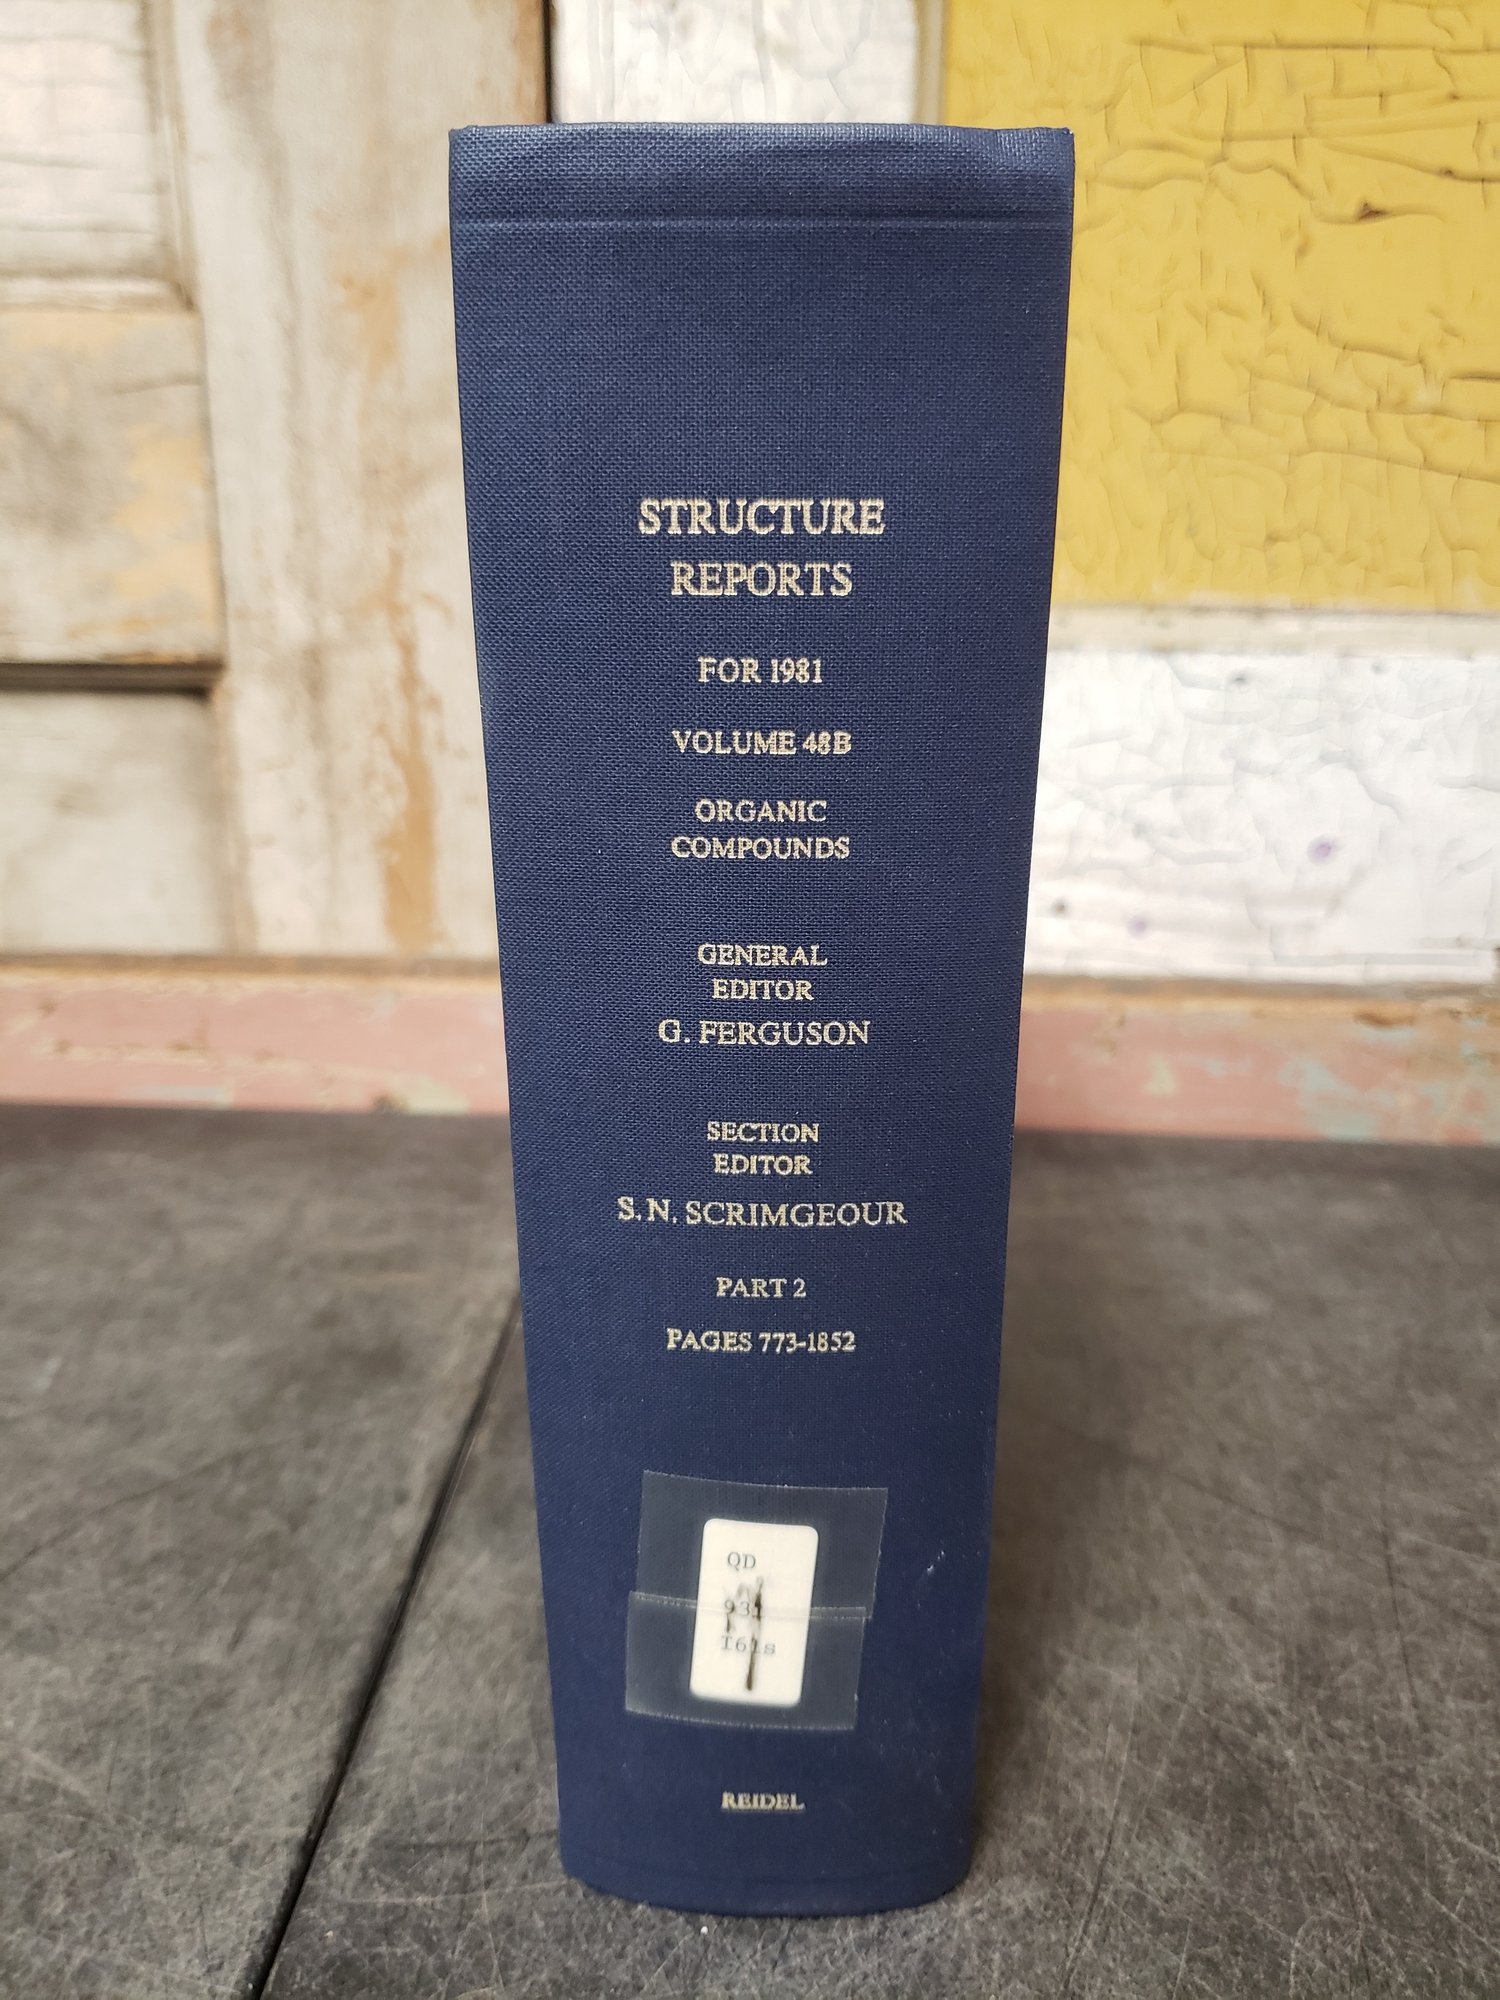 STRUCTURE
REPORTS
FOR 1981
VOLUME 48B
ORGANIC
COMPOUNDS
GENERAL
EDITOR
G. FERGUSON
SECTION
EDITOR
S. N. SCRIMGEOUR
PART 2
PAGES 773-1852
QD
I61s
REIDEL